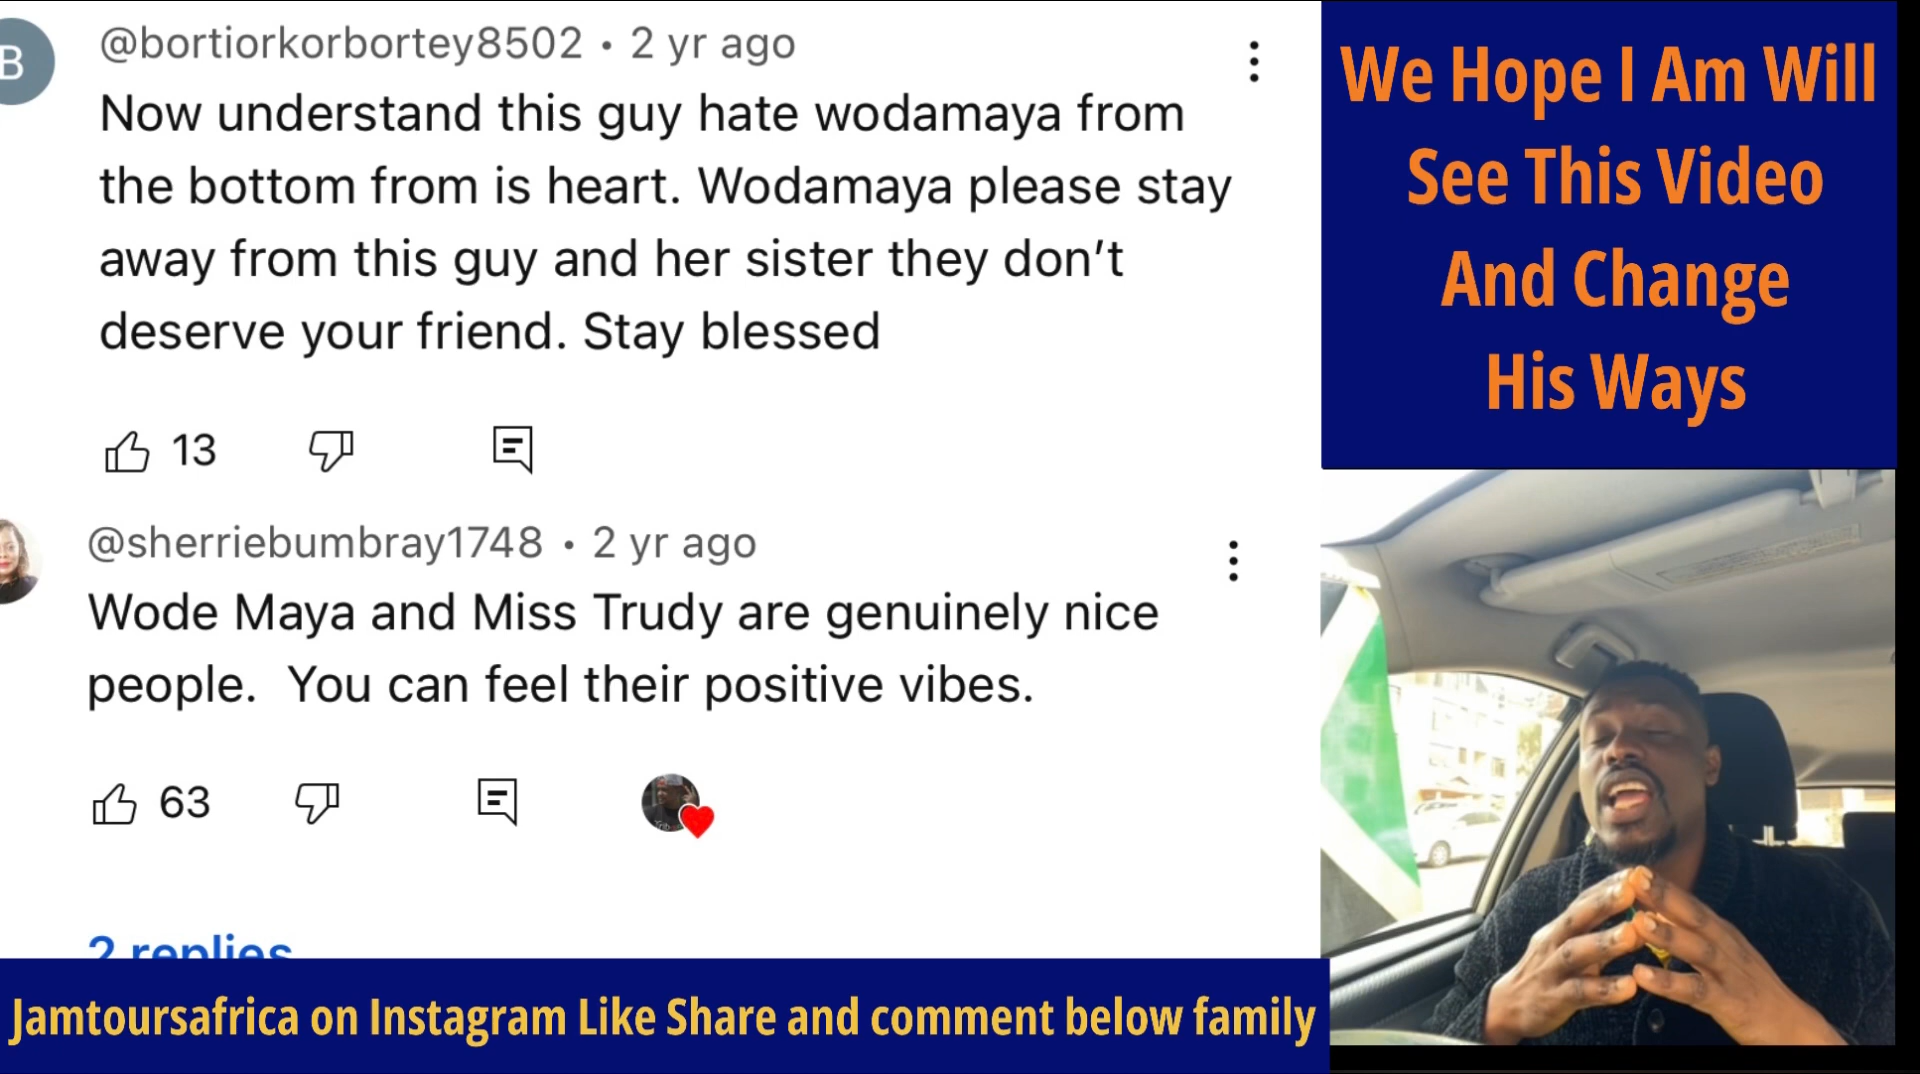 B
@bortiorkorbortey8502 • 2 yr ago
Now understand this guy hate wodamaya from
the bottom from is heart. Wodamaya please stay
away from this guy and her sister they don't
deserve your friend. Stay blessed
13
@sherriebumbray1748 • 2 yr ago
Wode Maya and Miss Trudy are genuinely nice
people.  You can feel their positive vibes.
63
2 replies
We Hope I Am Will
See This Video
And Change
His Ways
Jamtoursafrica on Instagram Like Share and comment below family